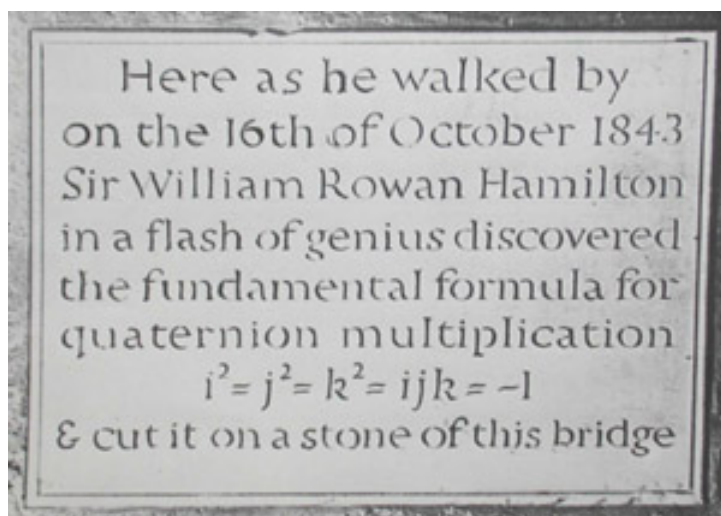 Here as he walked by
on the 16th of October 1843
Sir William Rowan Hamilton
in a flash of genius discovered
the fundamental formula for
quaternion multiplication
i² = j² = k² = ijk = −1
& cut it on a stone of this bridge